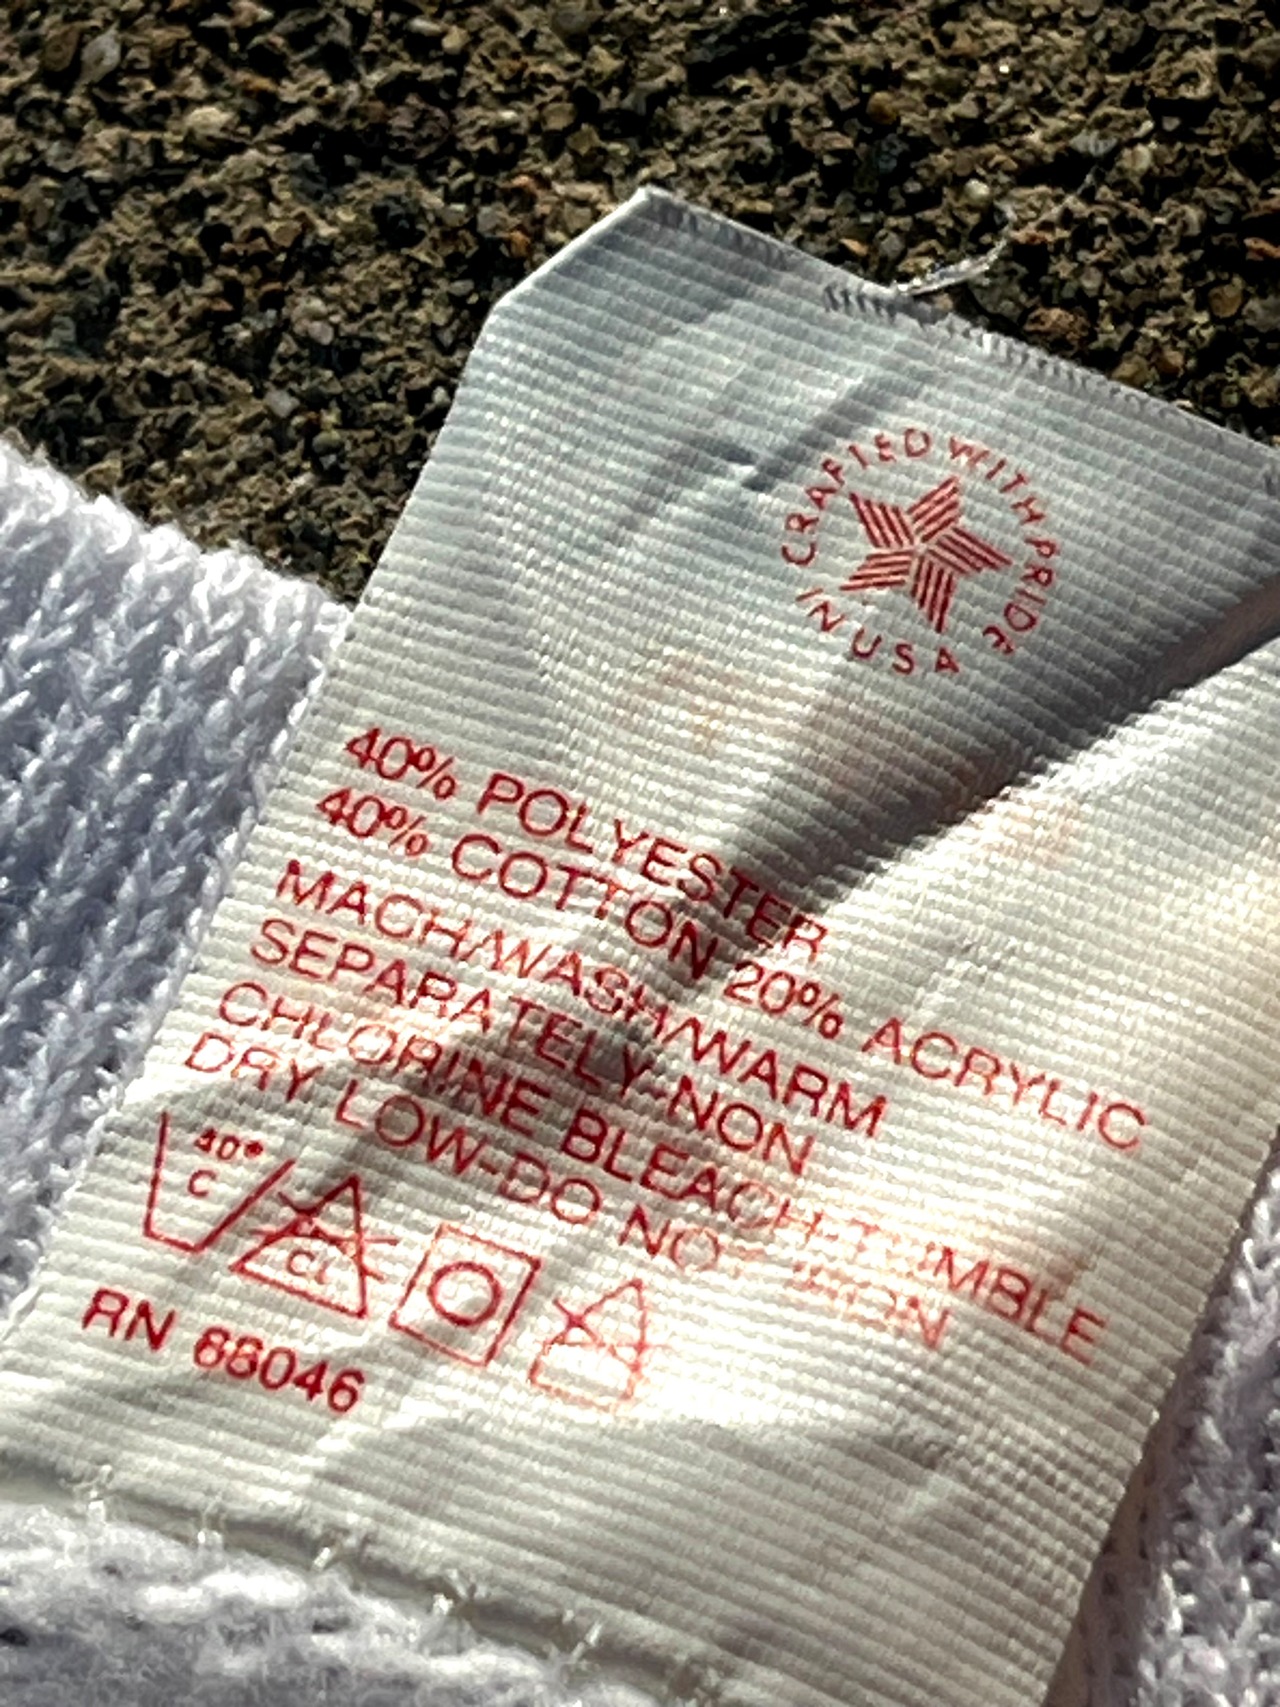 CRAFTED WITH PRIDE
IN USA
40% POLYESTER
40% COTTON 20% ACRYLIC
MACH/WASH/WARM
SEPARATELY-NON
CHLORINE BLEACH-TUMBLE
DRY LOW-DO NO IRON
40°
C
CL
RN 88046